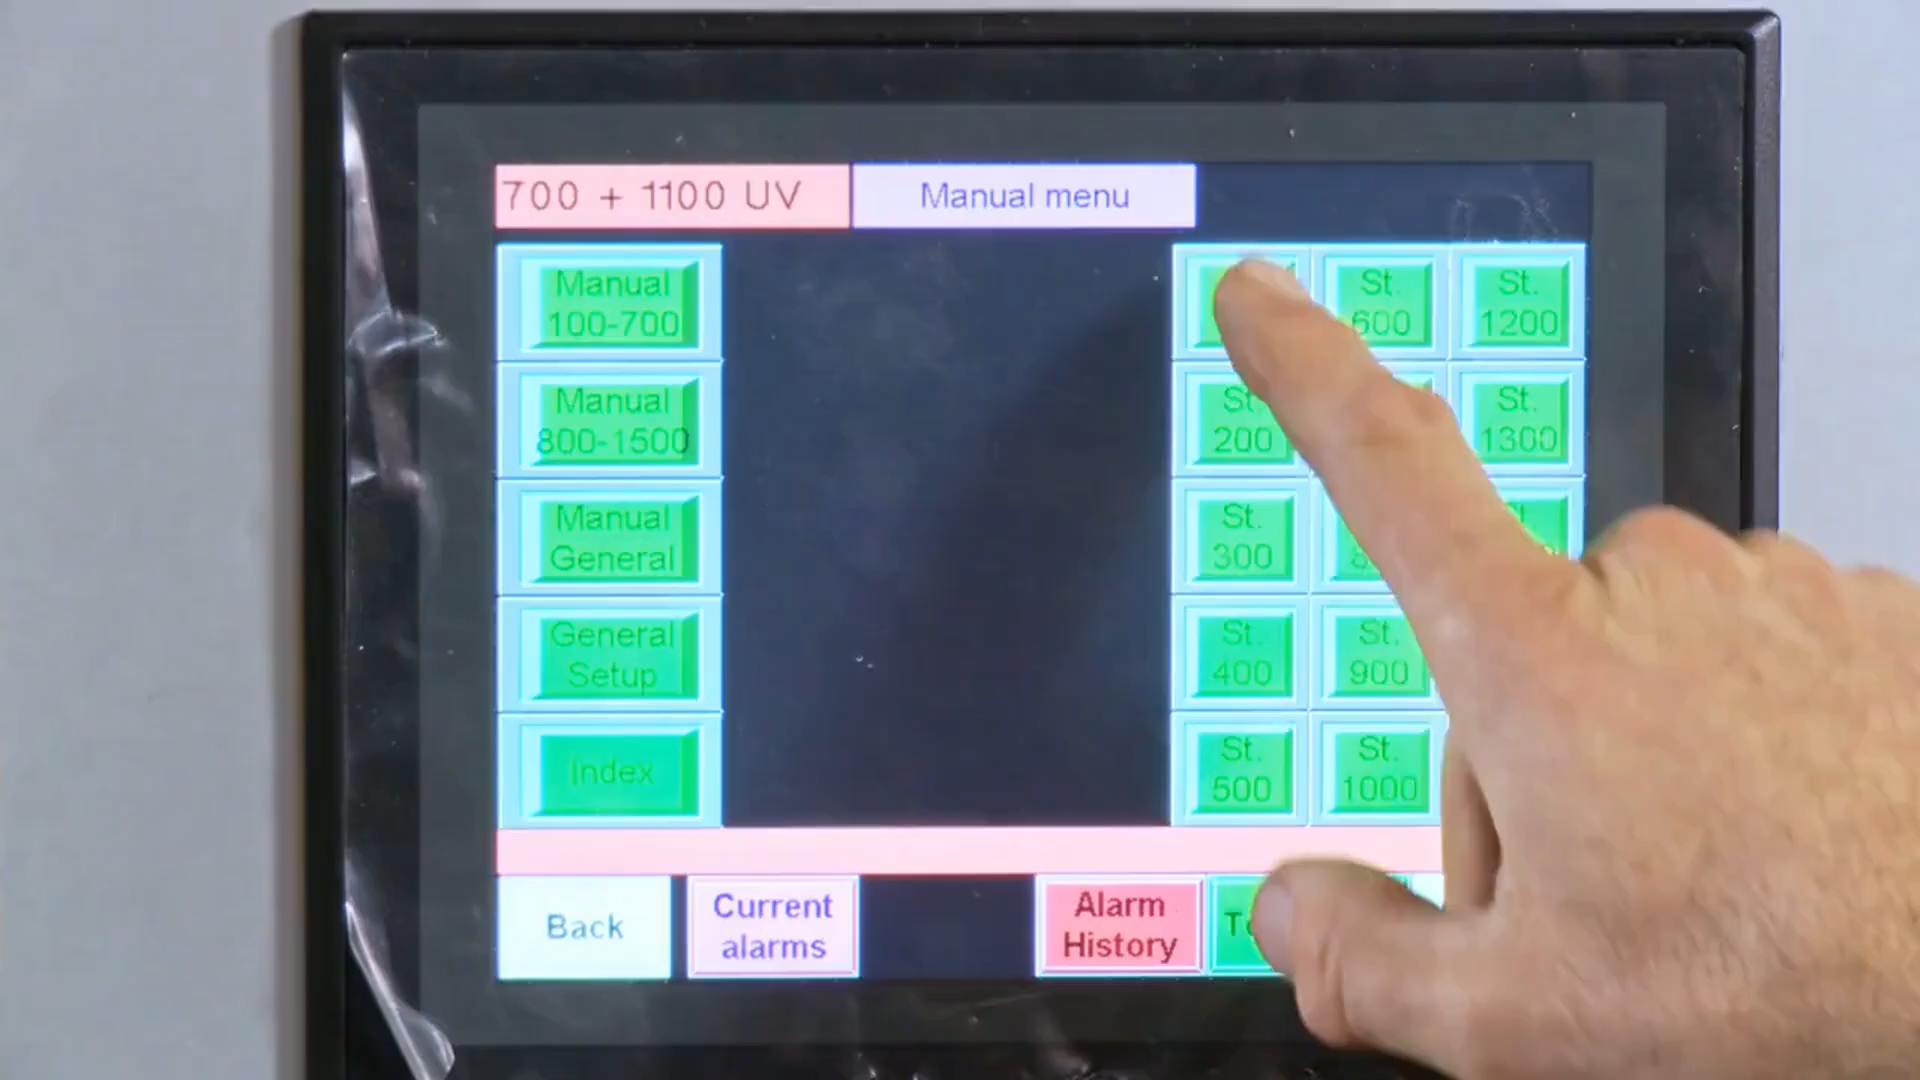 700 + 1100 UV
Manual menu
Manual
100-700
Manual
800-1500
Manual
General
General
Setup
Index
St.
600
St.
1200
St.
200
St.
1300
St.
300
St.
400
St.
900
St.
500
St.
1000
Back
Current
alarms
Alarm
History